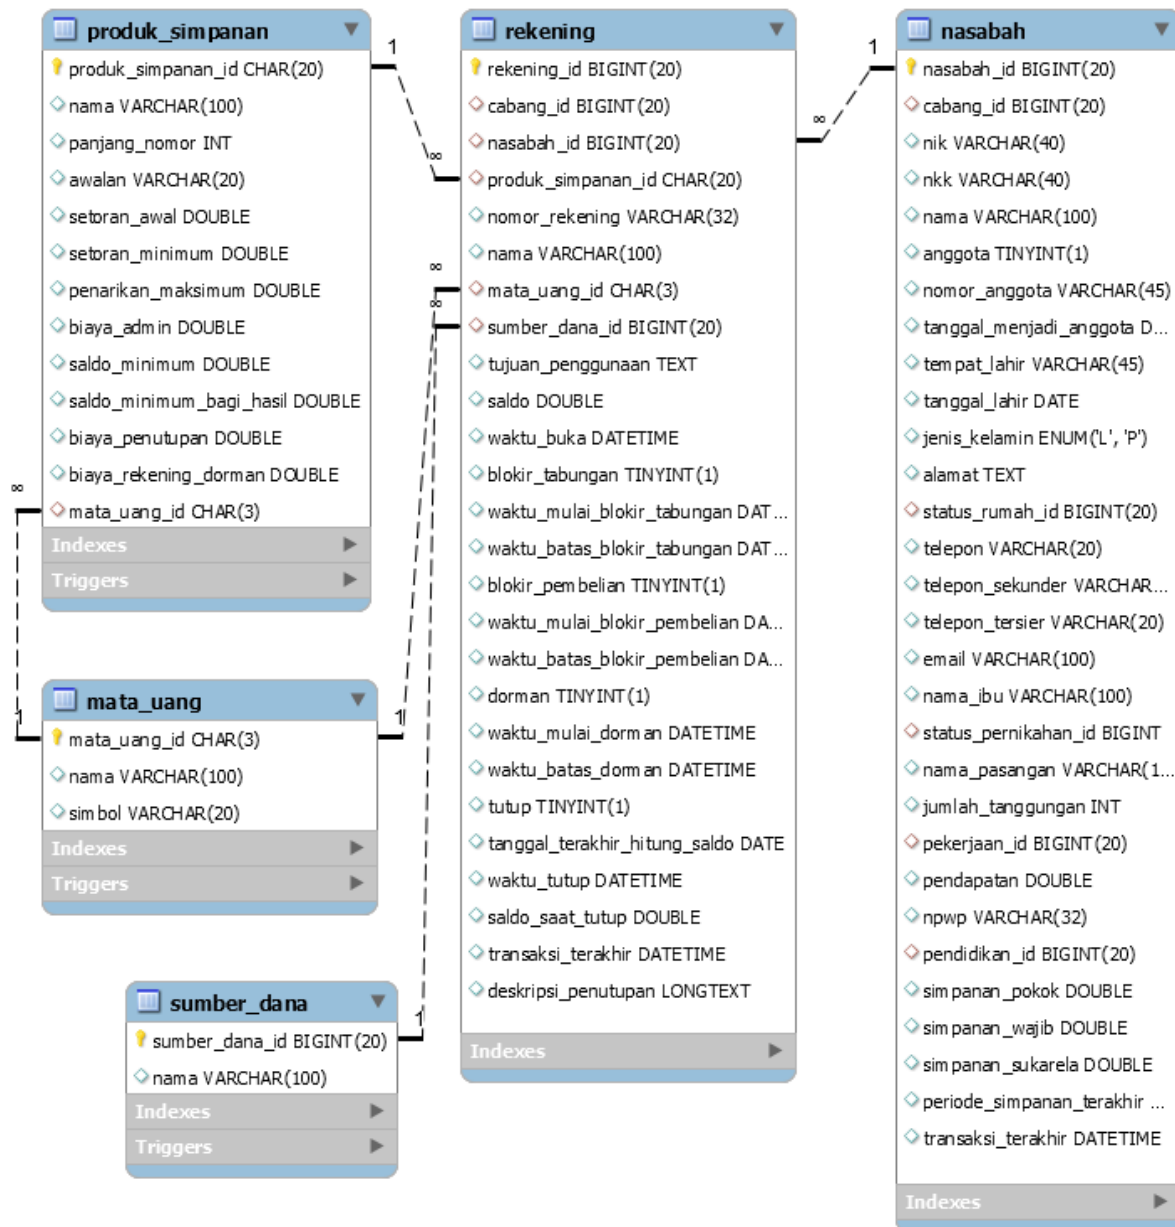 produk_simpanan
produk_simpanan_id CHAR(20)
nama VARCHAR(100)
panjang_nomor INT
awalan VARCHAR(20)
setoran_awal DOUBLE
setoran_minimum DOUBLE
penarikan_maksimum DOUBLE
biaya_admin DOUBLE
saldo_minimum DOUBLE
saldo_minimum_bagi_hasil DOUBLE
biaya_penutupan DOUBLE
biaya_rekening_dorman DOUBLE
mata_uang_id CHAR(3)
Indexes
Triggers
1
∞
∞
1
mata_uang
mata_uang_id CHAR(3)
nama VARCHAR(100)
simbol VARCHAR(20)
Indexes
Triggers
1
∞
sumber_dana
sumber_dana_id BIGINT(20)
nama VARCHAR(100)
Indexes
Triggers
1
∞
rekening
rekening_id BIGINT(20)
cabang_id BIGINT(20)
nasabah_id BIGINT(20)
produk_simpanan_id CHAR(20)
nomor_rekening VARCHAR(32)
nama VARCHAR(100)
mata_uang_id CHAR(3)
sumber_dana_id BIGINT(20)
tujuan_penggunaan TEXT
saldo DOUBLE
waktu_buka DATETIME
blokir_tabungan TINYINT(1)
waktu_mulai_blokir_tabungan DAT...
waktu_batas_blokir_tabungan DAT...
blokir_pembelian TINYINT(1)
waktu_mulai_blokir_pembelian DA...
waktu_batas_blokir_pembelian DA...
dorman TINYINT(1)
waktu_mulai_dorman DATETIME
waktu_batas_dorman DATETIME
tutup TINYINT(1)
tanggal_terakhir_hitung_saldo DATE
waktu_tutup DATETIME
saldo_saat_tutup DOUBLE
transaksi_terakhir DATETIME
deskripsi_penutupan LONGTEXT
Indexes
1
∞
nasabah
nasabah_id BIGINT(20)
cabang_id BIGINT(20)
nik VARCHAR(40)
nkk VARCHAR(40)
nama VARCHAR(100)
anggota TINYINT(1)
nomor_anggota VARCHAR(45)
tanggal_menjadi_anggota D...
tempat_lahir VARCHAR(45)
tanggal_lahir DATE
jenis_kelamin ENUM('L', 'P')
alamat TEXT
status_rumah_id BIGINT(20)
telepon VARCHAR(20)
telepon_sekunder VARCHAR...
telepon_tersier VARCHAR(20)
email VARCHAR(100)
nama_ibu VARCHAR(100)
status_pernikahan_id BIGINT
nama_pasangan VARCHAR(1...
jumlah_tanggungan INT
pekerjaan_id BIGINT(20)
pendapatan DOUBLE
npwp VARCHAR(32)
pendidikan_id BIGINT(20)
simpanan_pokok DOUBLE
simpanan_wajib DOUBLE
simpanan_sukarela DOUBLE
periode_simpanan_terakhir ...
transaksi_terakhir DATETIME
Indexes